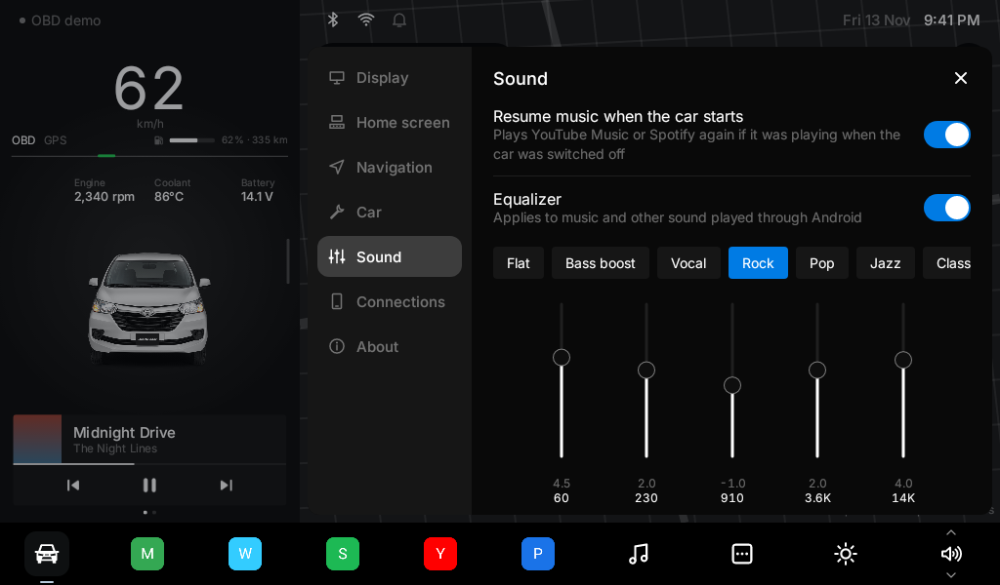 OBD demo
Fri 13 Nov 9:41 PM
62
km/h
OBD GPS
62% · 335 km
Engine Coolant Battery
2,340 rpm 86°C 14.1 V
Midnight Drive
The Night Lines
Display
Home screen
Navigation
Car
Sound
Connections
About
Sound
Resume music when the car starts
Plays YouTube Music or Spotify again if it was playing when the
car was switched off
Equalizer
Applies to music and other sound played through Android
Flat Bass boost Vocal Rock Pop Jazz Class
4.5 2.0 -1.0 2.0 4.0
60 230 910 3.6K 14K
M W S Y P